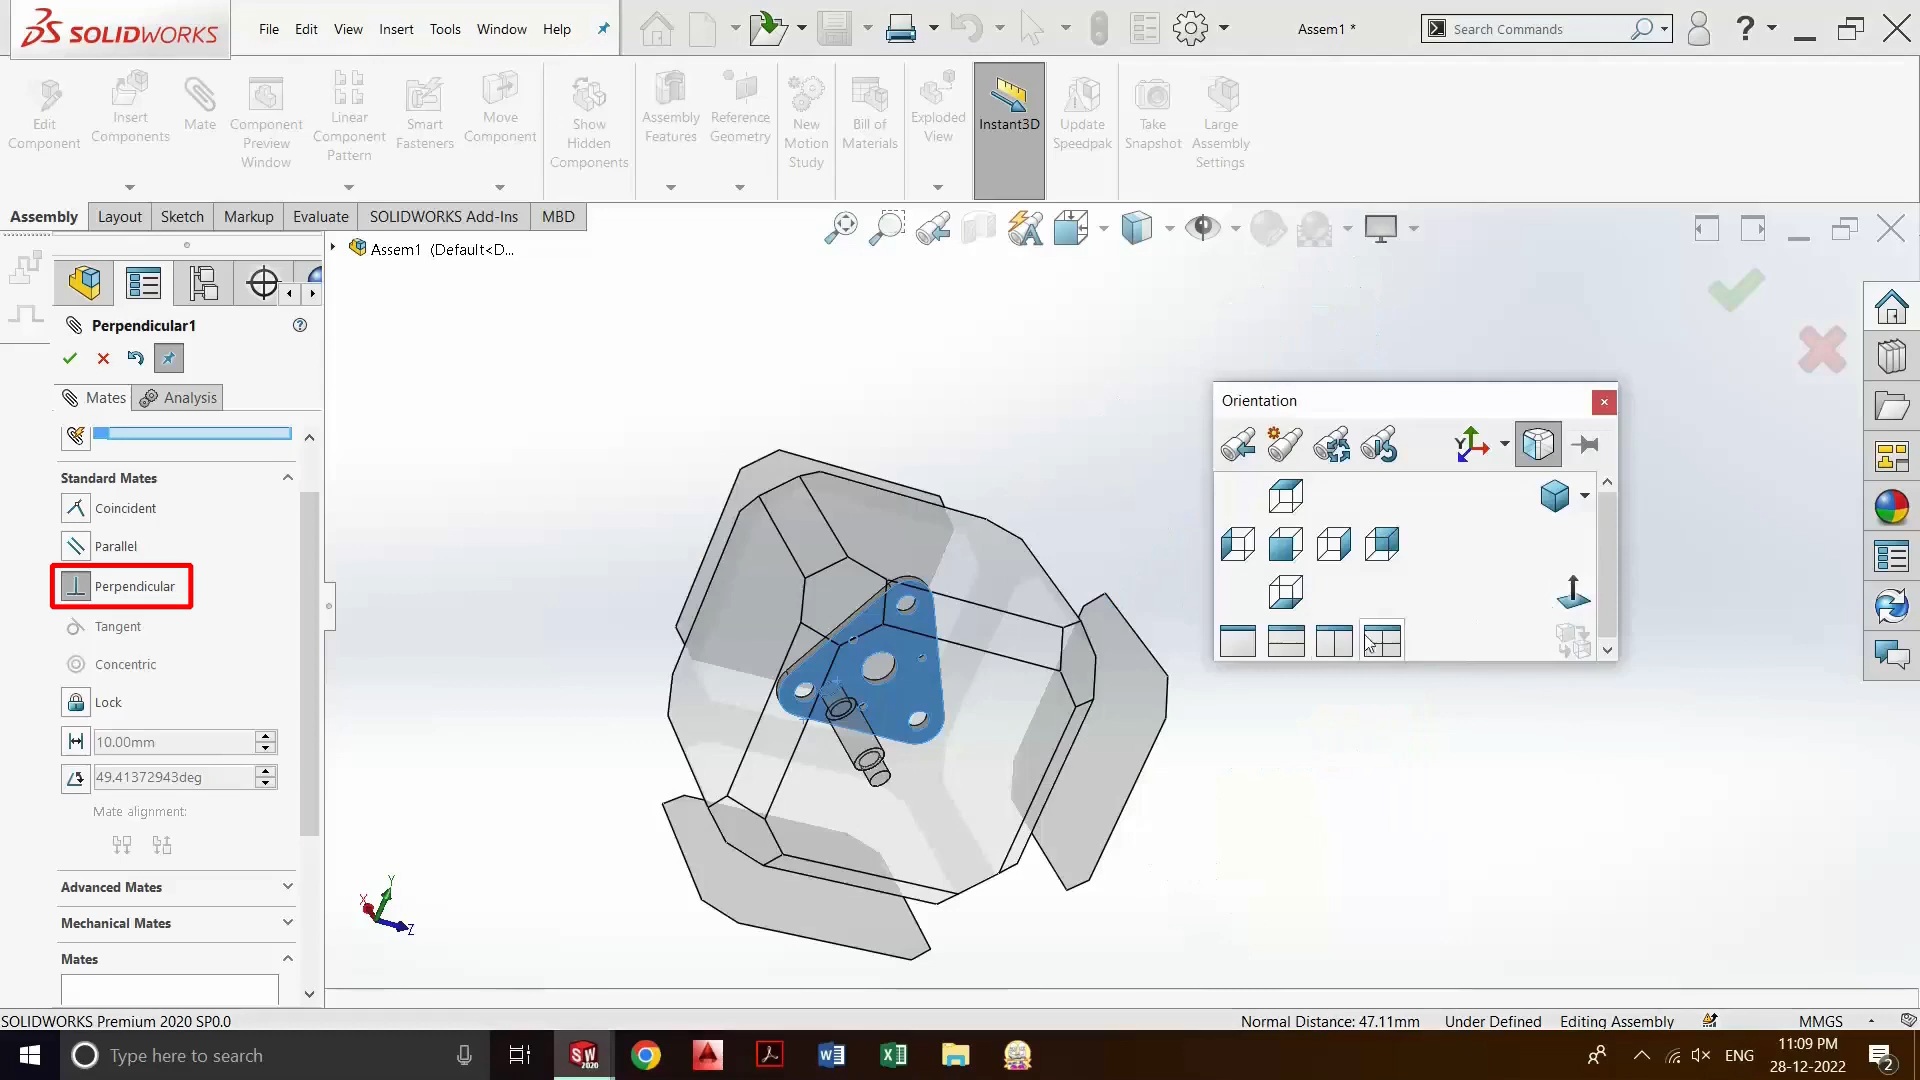 SOLIDWORKS
File Edit View Insert Tools Window Help
Assem1 *
Search Commands
?
Edit Component
Insert Components
Mate
Component Preview Window
Linear Component Pattern
Smart Fasteners
Move Component
Show Hidden Components
Assembly Features
Reference Geometry
New Motion Study
Bill of Materials
Exploded View
Instant3D
Update Speedpak
Take Snapshot
Large Assembly Settings
Assembly Layout Sketch Markup Evaluate SOLIDWORKS Add-Ins MBD
Assem1 (Default<D...
Perpendicular1
Mates Analysis
Standard Mates
Coincident
Parallel
Perpendicular
Tangent
Concentric
Lock
10.00mm
49.41372943deg
Mate alignment:
Advanced Mates
Mechanical Mates
Mates
Orientation
Y
Y
X
Z
SOLIDWORKS Premium 2020 SP0.0
Normal Distance: 47.11mm Under Defined Editing Assembly MMGS
Type here to search
SW 2020
ENG
11:09 PM
28-12-2022
2